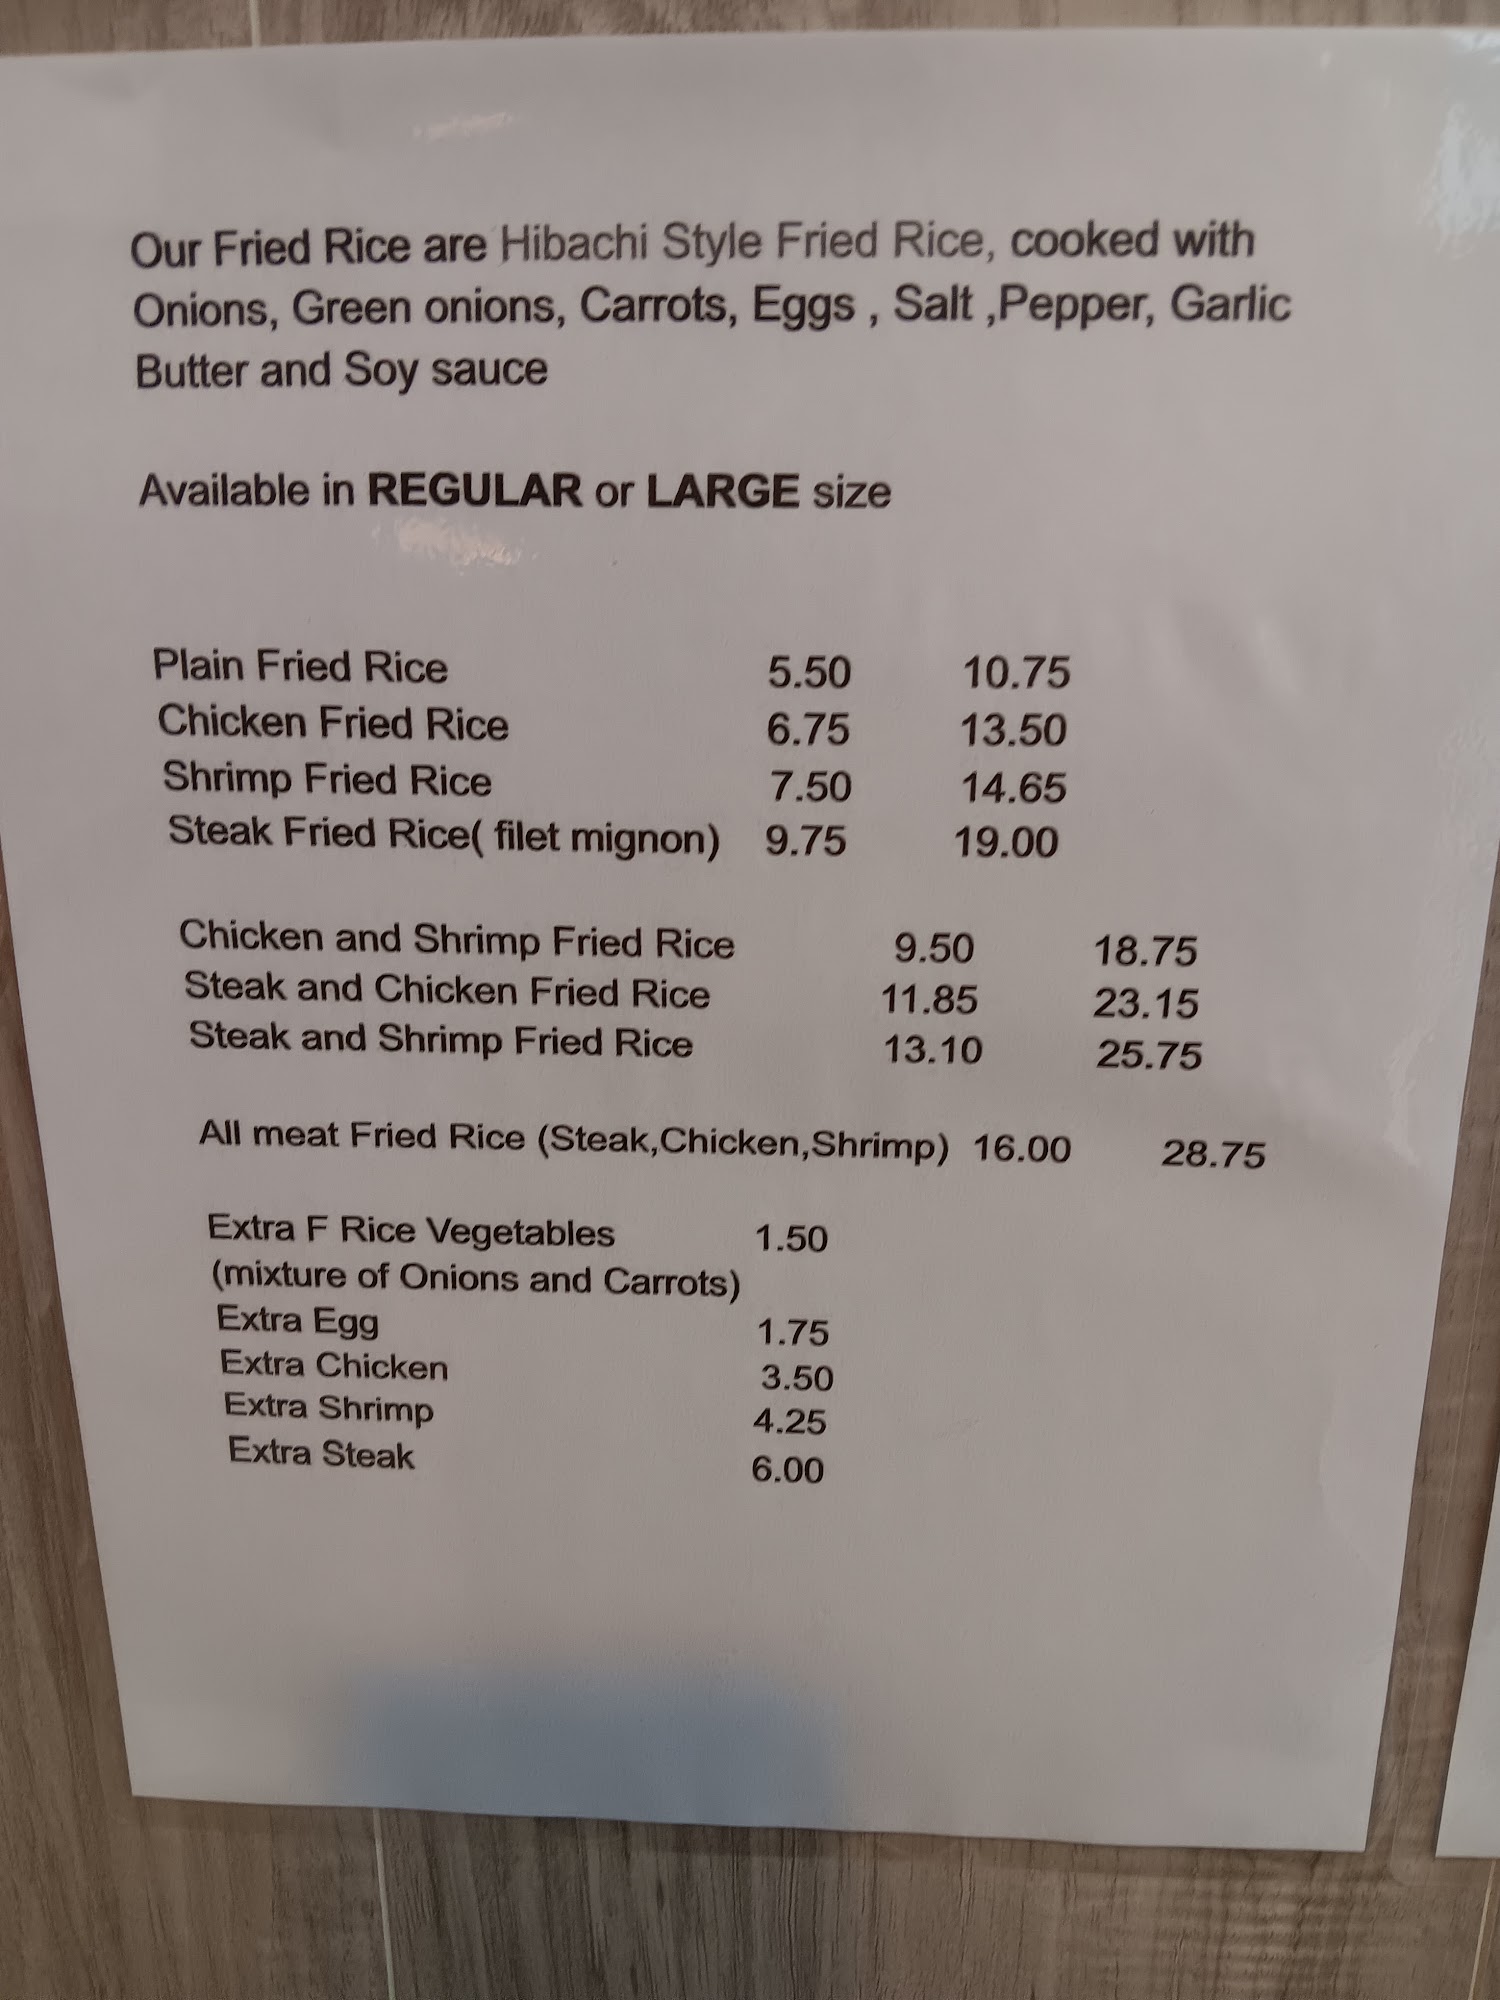 Our Fried Rice are Hibachi Style Fried Rice, cooked with
Onions, Green onions, Carrots, Eggs , Salt ,Pepper, Garlic
Butter and Soy sauce
Available in REGULAR or LARGE size
Plain Fried Rice 5.50 10.75
Chicken Fried Rice 6.75 13.50
Shrimp Fried Rice 7.50 14.65
Steak Fried Rice( filet mignon) 9.75 19.00
Chicken and Shrimp Fried Rice 9.50 18.75
Steak and Chicken Fried Rice 11.85 23.15
Steak and Shrimp Fried Rice 13.10 25.75
All meat Fried Rice (Steak,Chicken,Shrimp) 16.00 28.75
Extra F Rice Vegetables 1.50
(mixture of Onions and Carrots)
Extra Egg 1.75
Extra Chicken 3.50
Extra Shrimp 4.25
Extra Steak 6.00